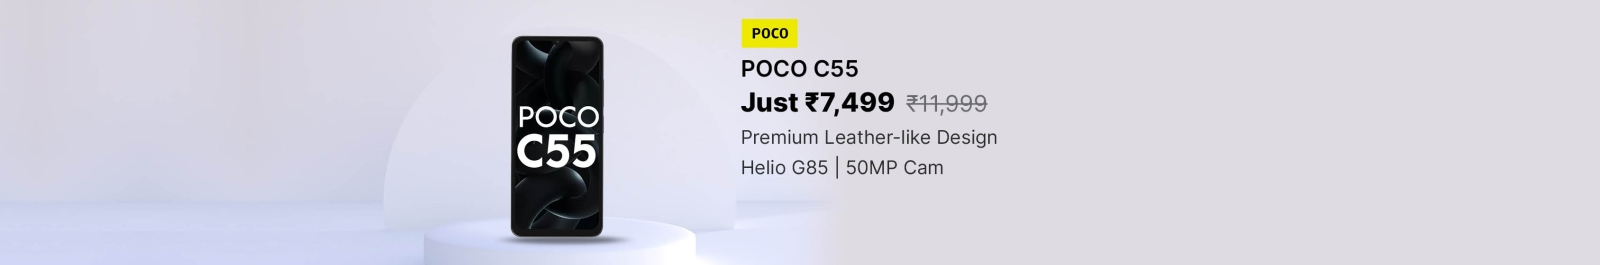 POCO
C55
POCO
POCO C55
Just ₹7,499 ₹11,999
Premium Leather-like Design
Helio G85 | 50MP Cam